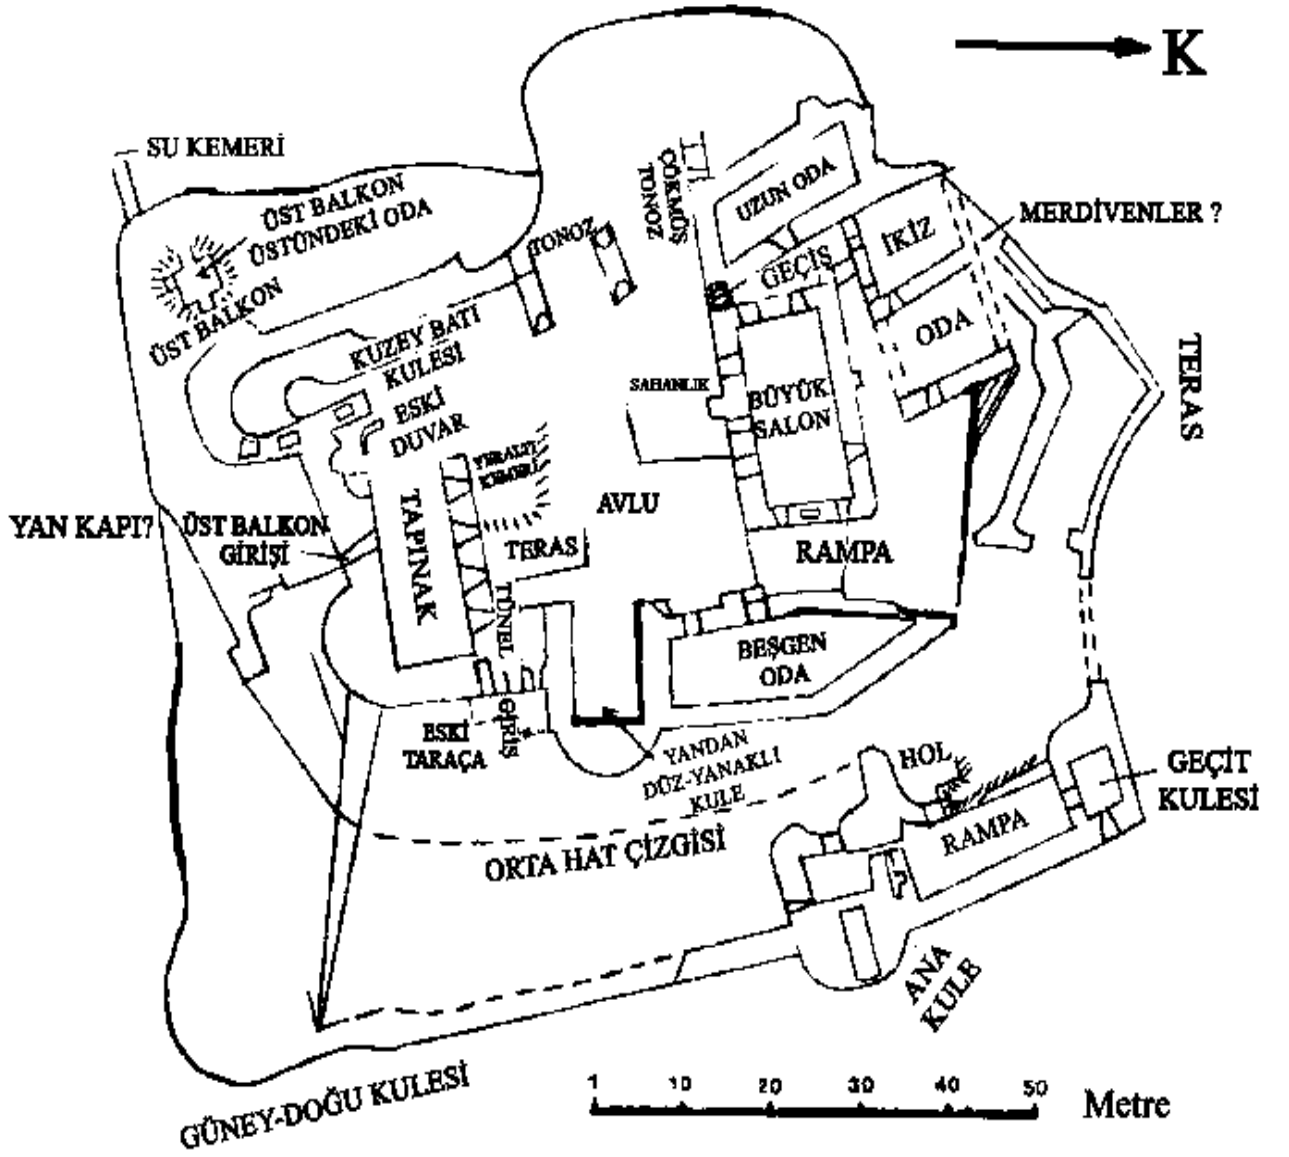 K
SU KEMERİ
ÜST BALKON
ÜSTÜNDEKİ ODA
ÜST BALKON
TONOZ
ÇÖKMÜŞ
TONOZ
UZUN ODA
GEÇİŞ
İKİZ
ODA
MERDİVENLER ?
TERAS
KUZEY BATI
KULESİ
ESKİ
DUVAR
SAHANLIK
BÜYÜK
SALON
YERALTI
AVLU
YAN KAPI?
ÜST BALKON
GİRİŞİ
TAPINAK
TERAS
TÜNEL
RAMPA
BEŞGEN
ODA
ESKİ
TARAÇA
GİRİŞ
YANDAN
DÜZ-YANAKLI
KULE
HOL
GEÇİT
KULESİ
RAMPA
ORTA HAT ÇİZGİSİ
?
ANA
KULE
GÜNEY-DOĞU KULESİ
1 10 20 30 40 50
Metre